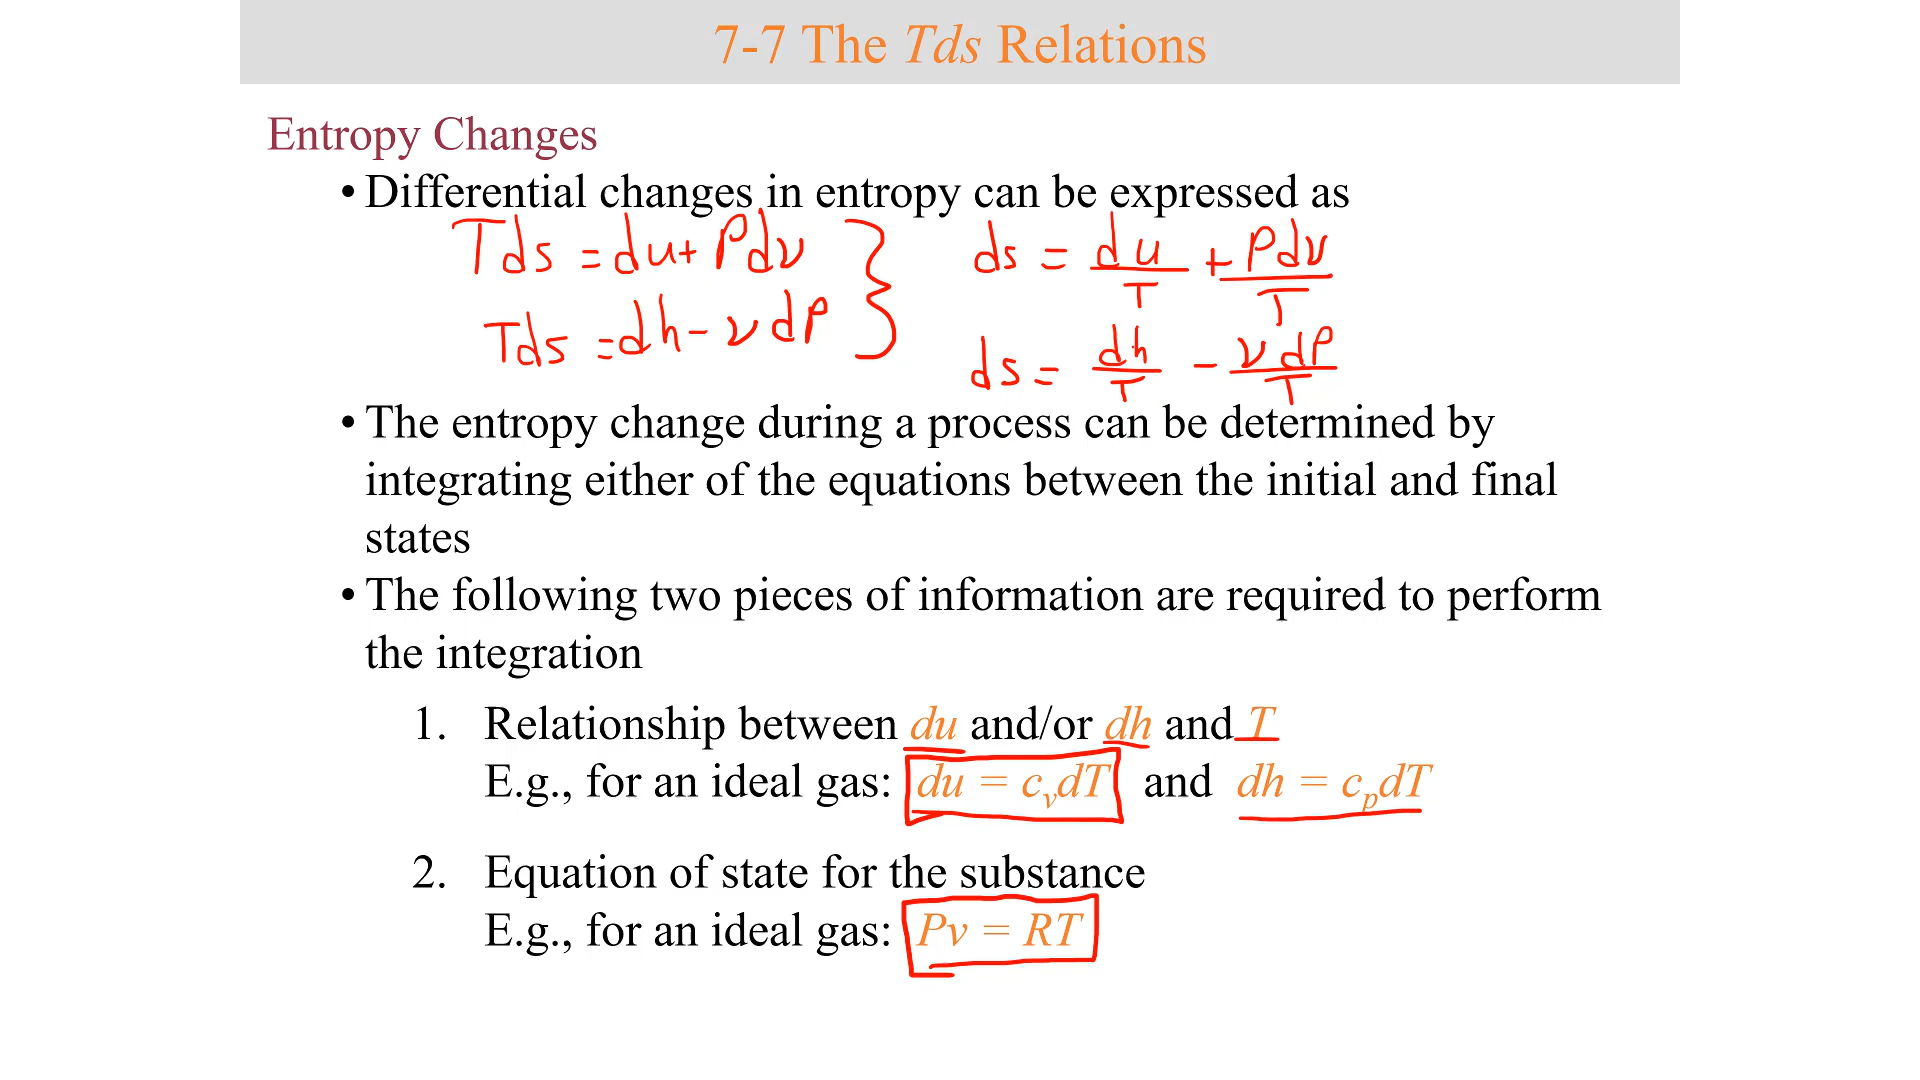 7-7 The Tds Relations
Entropy Changes
• Differential changes in entropy can be expressed as
Tds = du + Pdv } ds = du/T + Pdv/T
Tds = dh - vdP ds = dh/T - vdP/T
• The entropy change during a process can be determined by
integrating either of the equations between the initial and final
states
• The following two pieces of information are required to perform
the integration
1. Relationship between du and/or dh and T
E.g., for an ideal gas: du = cᵥdT and dh = cₚdT
2. Equation of state for the substance
E.g., for an ideal gas: Pv = RT